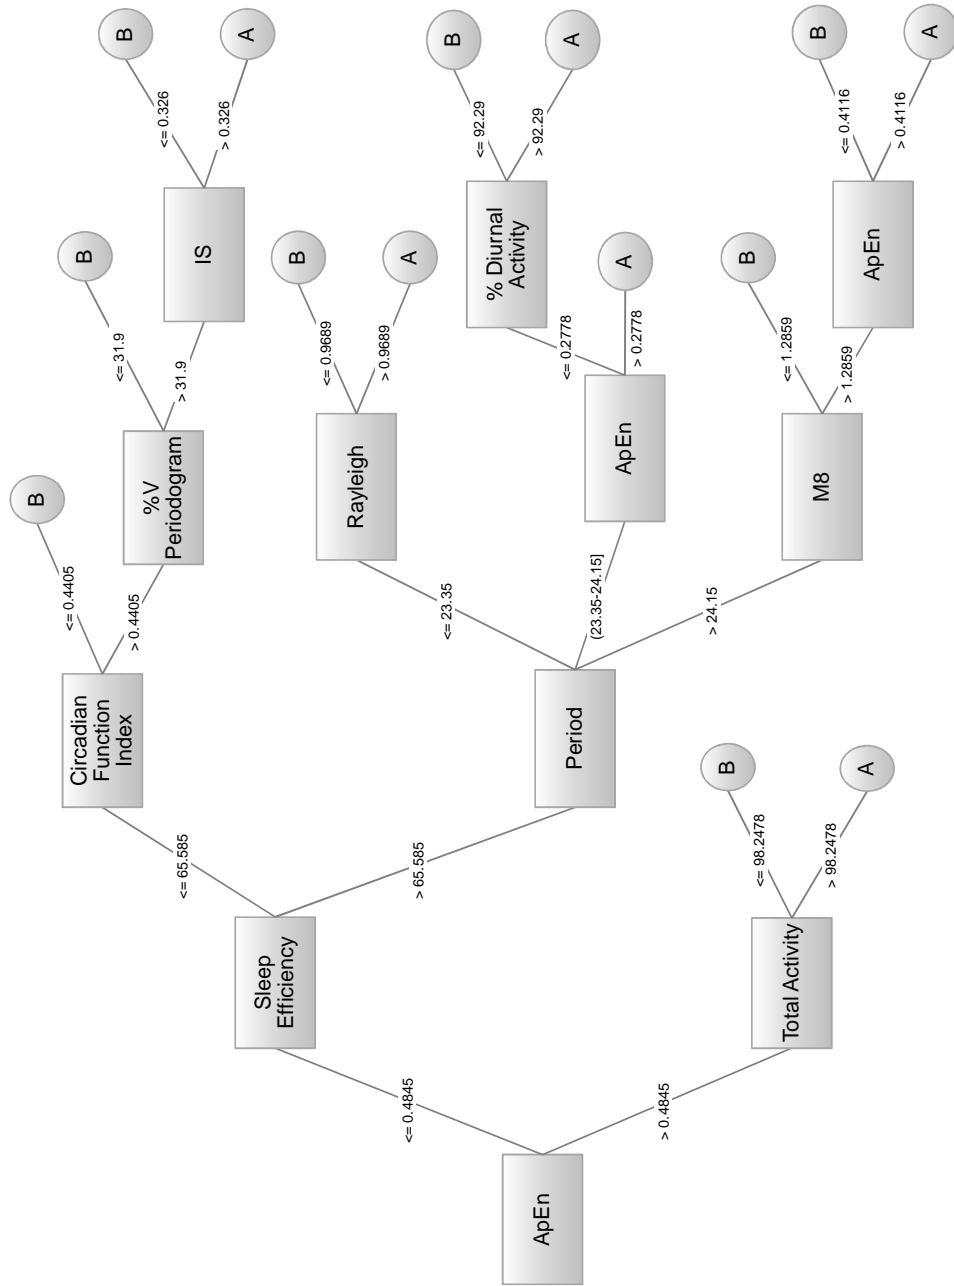 ApEn
<= 0.4845
> 0.4845
Sleep
Efficiency
Total Activity
<= 65.585
> 65.585
<= 98.2478
> 98.2478
B
A
Circadian
Function
Index
Period
<= 0.4405
> 0.4405
<= 23.35
(23.35-24.15]
> 24.15
B
%V
Periodogram
Rayleigh
ApEn
M8
<= 31.9
> 31.9
<= 0.9689
> 0.9689
<= 0.2778
> 0.2778
<= 1.2859
> 1.2859
B
IS
B
A
% Diurnal
Activity
A
B
ApEn
<= 0.326
> 0.326
<= 92.29
> 92.29
<= 0.4116
> 0.4116
B
A
B
A
B
A